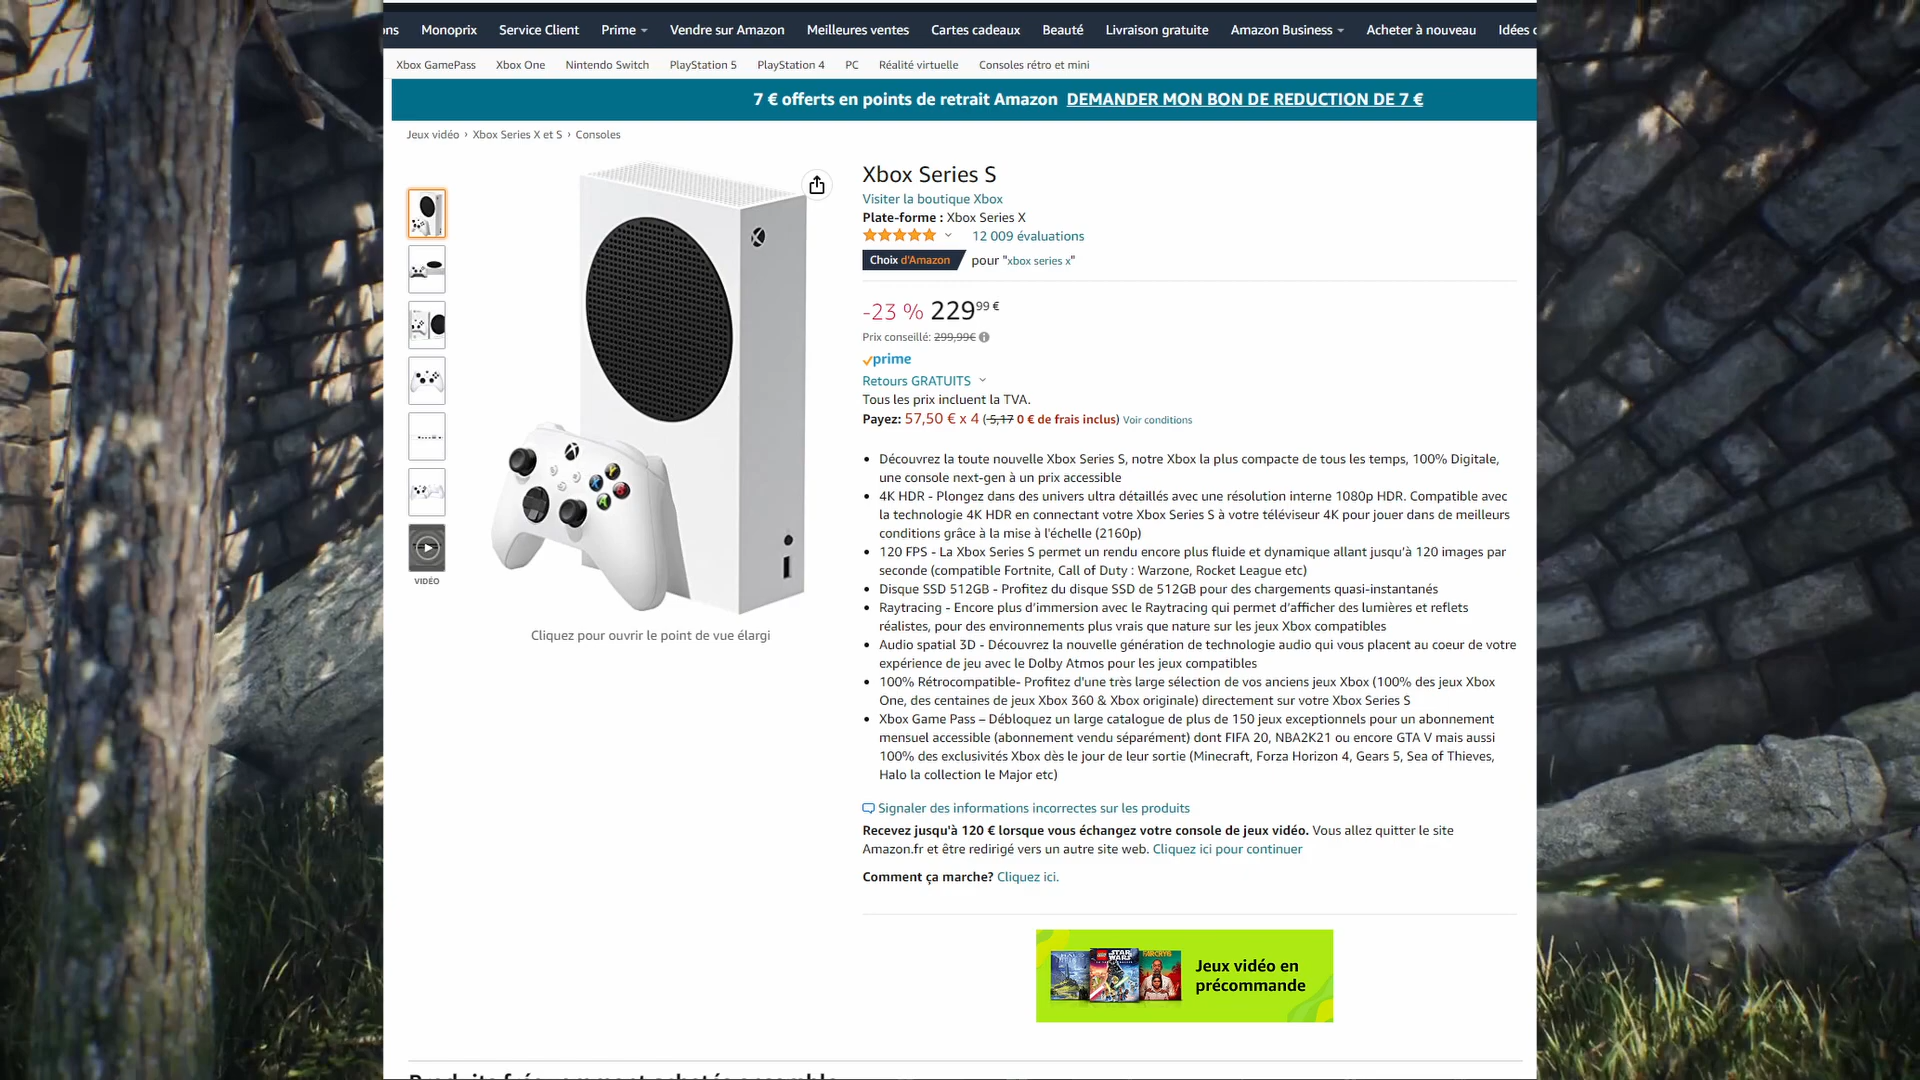 Monoprix Service Client Prime Vendre sur Amazon Meilleures ventes Cartes cadeaux Beauté Livraison gratuite Amazon Business Acheter à nouveau Idées
Xbox GamePass Xbox One Nintendo Switch PlayStation 5 PlayStation 4 PC Réalité virtuelle Consoles rétro et mini
7 € offerts en points de retrait Amazon DEMANDER MON BON DE REDUCTION DE 7 €
Jeux vidéo › Xbox Series X et S › Consoles
Xbox Series S
Visiter la boutique Xbox
Plate-forme : Xbox Series X
12 009 évaluations
Choix d'Amazon pour "xbox series x"
-23 % 229,99 €
Prix conseillé: 299,99€
prime
Retours GRATUITS
Tous les prix incluent la TVA.
Payez: 57,50 € x 4 (5,17 0 € de frais inclus) Voir conditions
• Découvrez la toute nouvelle Xbox Series S, notre Xbox la plus compacte de tous les temps, 100% Digitale,
une console next-gen à un prix accessible
• 4K HDR - Plongez dans des univers ultra détaillés avec une résolution interne 1080p HDR. Compatible avec
la technologie 4K HDR en connectant votre Xbox Series S à votre téléviseur 4K pour jouer dans de meilleurs
conditions grâce à la mise à l'échelle (2160p)
• 120 FPS - La Xbox Series S permet un rendu encore plus fluide et dynamique allant jusqu'à 120 images par
seconde (compatible Fortnite, Call of Duty : Warzone, Rocket League etc)
• Disque SSD 512GB - Profitez du disque SSD de 512GB pour des chargements quasi-instantanés
• Raytracing - Encore plus d'immersion avec le Raytracing qui permet d'afficher des lumières et reflets
réalistes, pour des environnements plus vrais que nature sur les jeux Xbox compatibles
• Audio spatial 3D - Découvrez la nouvelle génération de technologie audio qui vous placent au coeur de votre
expérience de jeu avec le Dolby Atmos pour les jeux compatibles
• 100% Rétrocompatible- Profitez d'une très large sélection de vos anciens jeux Xbox (100% des jeux Xbox
One, des centaines de jeux Xbox 360 & Xbox originale) directement sur votre Xbox Series S
• Xbox Game Pass – Débloquez un large catalogue de plus de 150 jeux exceptionnels pour un abonnement
mensuel accessible (abonnement vendu séparément) dont FIFA 20, NBA2K21 ou encore GTA V mais aussi
100% des exclusivités Xbox dès le jour de leur sortie (Minecraft, Forza Horizon 4, Gears 5, Sea of Thieves,
Halo la collection le Major etc)
VIDÉO
Cliquez pour ouvrir le point de vue élargi
Signaler des informations incorrectes sur les produits
Recevez jusqu'à 120 € lorsque vous échangez votre console de jeux vidéo. Vous allez quitter le site
Amazon.fr et être redirigé vers un autre site web. Cliquez ici pour continuer
Comment ça marche? Cliquez ici.
STAR WARS
FARCRY6
Jeux vidéo en
précommande